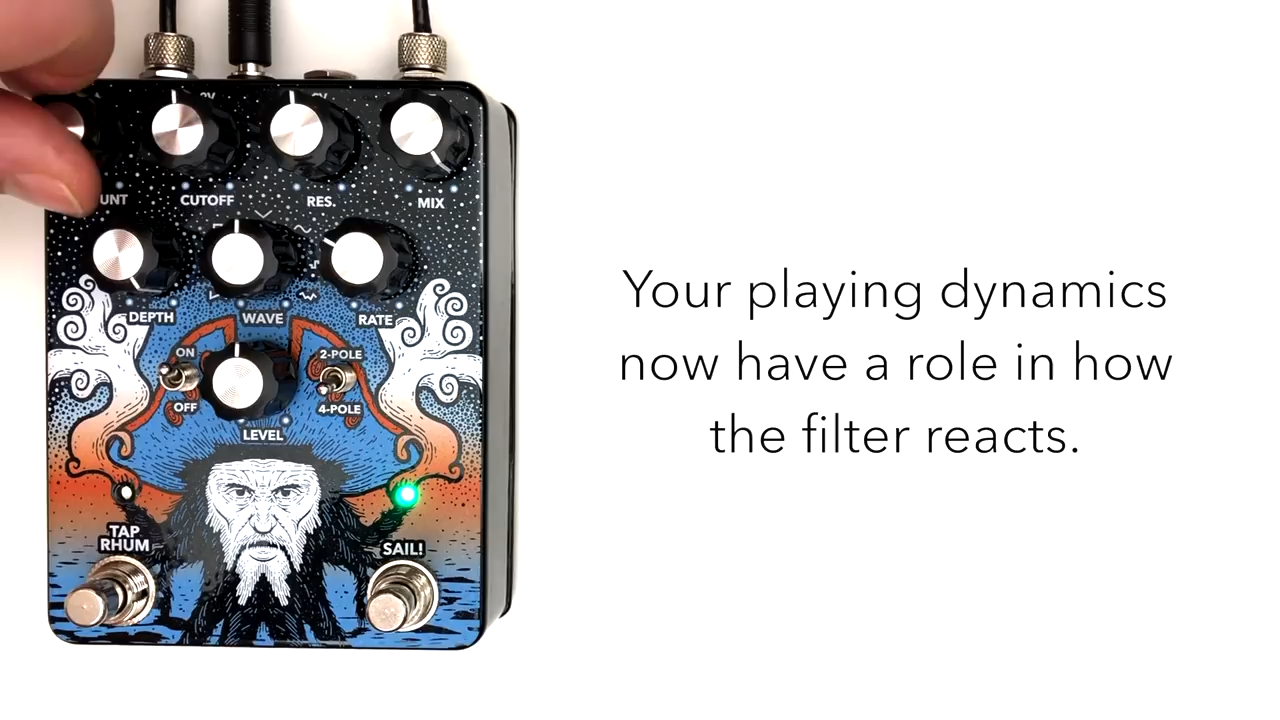 UNT CUTOFF RES. MIX
DEPTH WAVE RATE
ON 2-POLE
OFF 4-POLE
LEVEL
TAP
RHUM
SAIL!
Your playing dynamics
now have a role in how
the filter reacts.